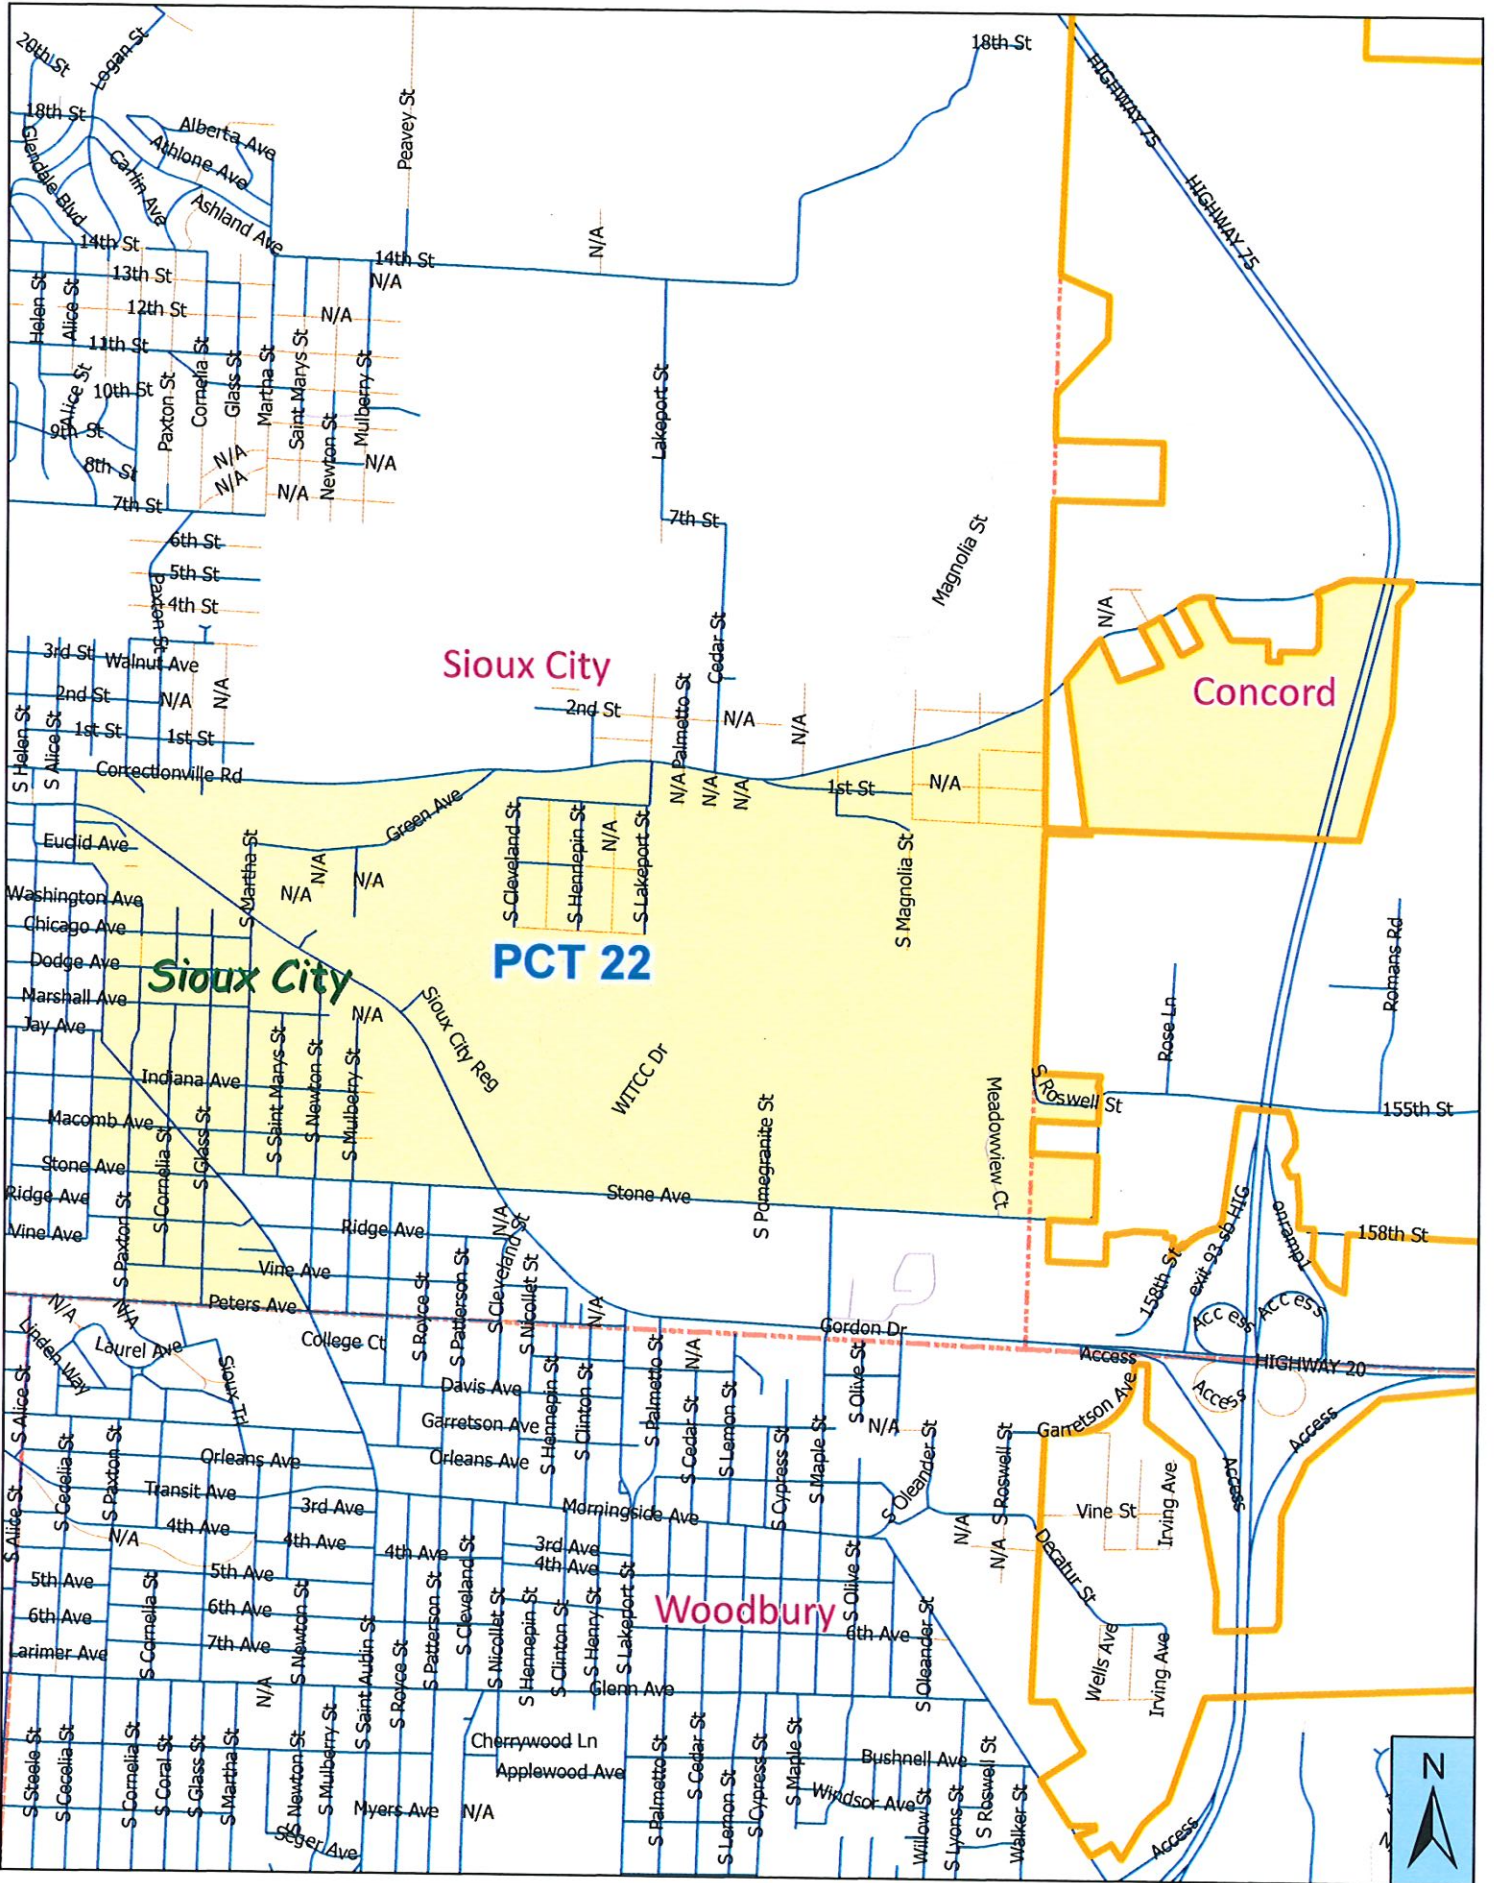 20th St
Logan St
18th St
HIGHWAY 75
18th St
Alberta Ave
Peavey St
Athlone Ave
Glendale Blvd
Carlin Ave
Ashland Ave
HIGHWAY 75
14th St
14th St
N/A
13th St
N/A
Helen St
Alice St
12th St
N/A
11th St
Cornelia St
Glass St
Martha St
Saint Marys St
Mulberry St
Lakeport St
Alice St
10th St
Paxton St
Newton St
9th St
N/A
8th St
N/A
N/A
N/A
7th St
7th St
6th St
Magnolia St
5th St
Paxton St
4th St
N/A
3rd St
Walnut Ave
Sioux City
Cedar St
Concord
2nd St
N/A
N/A
2nd St
Palmetto St
N/A
N/A
S Helen St
S Alice St
1st St
1st St
Correctionville Rd
N/A
N/A
N/A
1st St
N/A
Green Ave
Euclid Ave
S Martha St
N/A
N/A
N/A
S Cleveland St
S Hennepin St
N/A
S Lakeport St
S Magnolia St
Washington Ave
Chicago Ave
Dodge Ave
Sioux City
PCT 22
Romans Rd
Marshall Ave
N/A
Sioux City Reg
Rose Ln
Jay Ave
S Saint Marys St
S Newton St
S Mulberry St
WITCC Dr
Indiana Ave
Meadowview Ct
S Roswell St
155th St
Macomb Ave
S Cornelia St
S Glass St
S Pomegranite St
Stone Ave
Stone Ave
Ridge Ave
S Paxton St
Ridge Ave
N/A
Vine Ave
158th St
exit 93 sb HIG
onramp1
158th St
Vine Ave
S Royce St
S Patterson St
S Cleveland St
S Nicollet St
N/A
Peters Ave
N/A
N/A
Access
Access
Gordon Dr
Linden Way
Laurel Ave
College Ct
Access
HIGHWAY 20
Sioux Trl
S Palmetto St
N/A
S Olive St
S Alice St
Davis Ave
S Hennepin St
S Clinton St
S Cedar St
S Lemon St
Garretson Ave
Access
Access
Garretson Ave
N/A
S Cecelia St
S Paxton St
Orleans Ave
Orleans Ave
S Cypress St
S Maple St
S Oleander St
S Roswell St
Irving Ave
Access
S Alice St
Transit Ave
3rd Ave
Morningside Ave
Vine St
N/A
4th Ave
4th Ave
4th Ave
3rd Ave
4th Ave
N/A
N/A
Decatur St
5th Ave
5th Ave
S Cornelia St
S Newton St
S Patterson St
S Cleveland St
S Nicollet St
S Hennepin St
S Clinton St
S Henry St
S Lakeport St
Woodbury
S Olive St
6th Ave
6th Ave
S Saint Aubin St
S Royce St
6th Ave
S Oleander St
Larimer Ave
7th Ave
Wells Ave
Irving Ave
N/A
Glenn Ave
S Steele St
S Cecelia St
S Cornelia St
S Coral St
S Glass St
S Martha St
S Newton St
S Mulberry St
Cherrywood Ln
Applewood Ave
S Palmetto St
S Cedar St
S Lemon St
S Cypress St
S Maple St
Bushnell Ave
Windsor Ave
Willow St
S Lyons St
S Roswell St
Walker St
Myers Ave
N/A
Seger Ave
Access
N